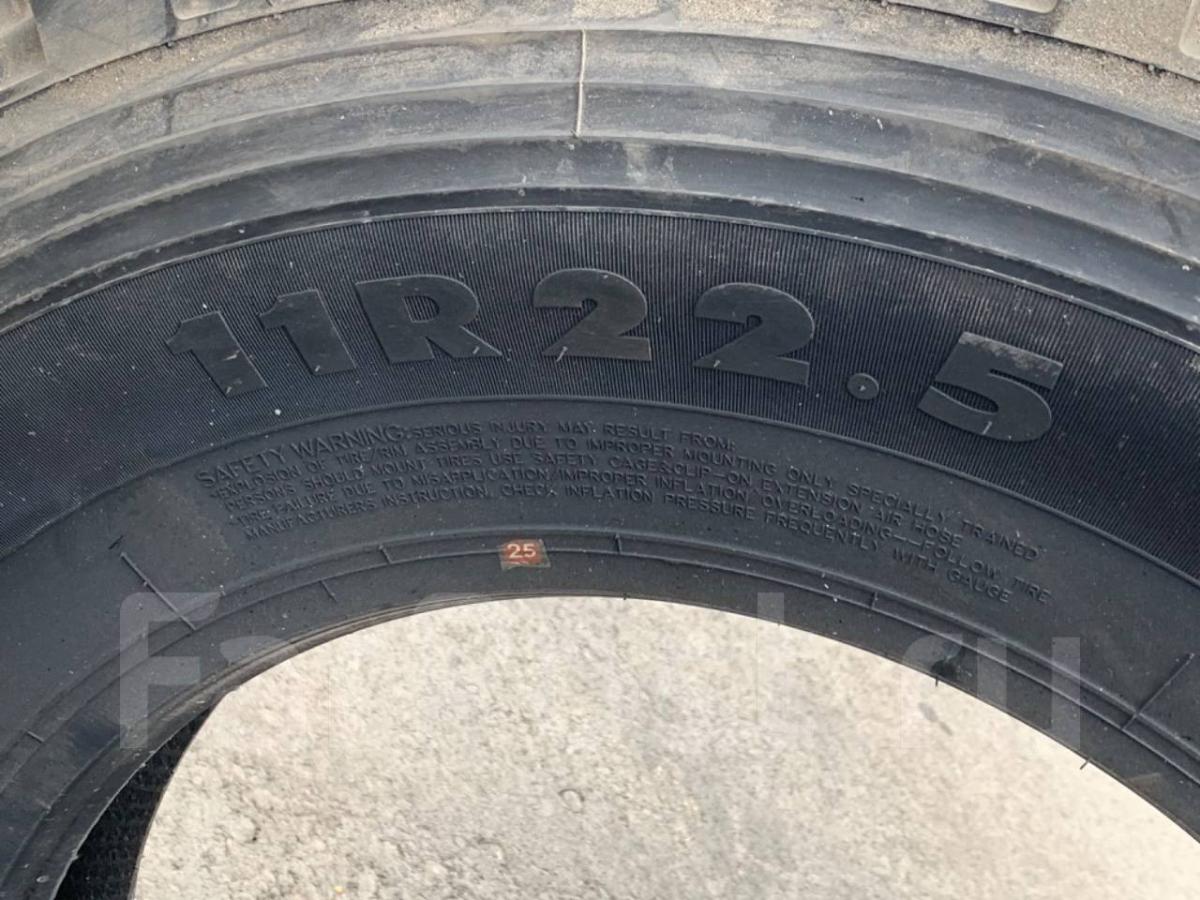 11R22.5
SAFETY WARNING: SERIOUS INJURY MAY RESULT FROM:
•EXPLOSION OF TIRE/RIM ASSEMBLY DUE TO IMPROPER MOUNTING ONLY SPECIALLY TRAINED
PERSONS SHOULD MOUNT TIRES USE SAFETY CAGE&CLIP-ON EXTENSION AIR HOSE
•TIRE FAILURE DUE TO MISAPPLICATION/IMPROPER INFLATION/OVERLOADING--FOLLOW TIRE
MANUFACTURERS INSTRUCTION. CHECK INFLATION PRESSURE FREQUENTLY WITH GAUGE
25